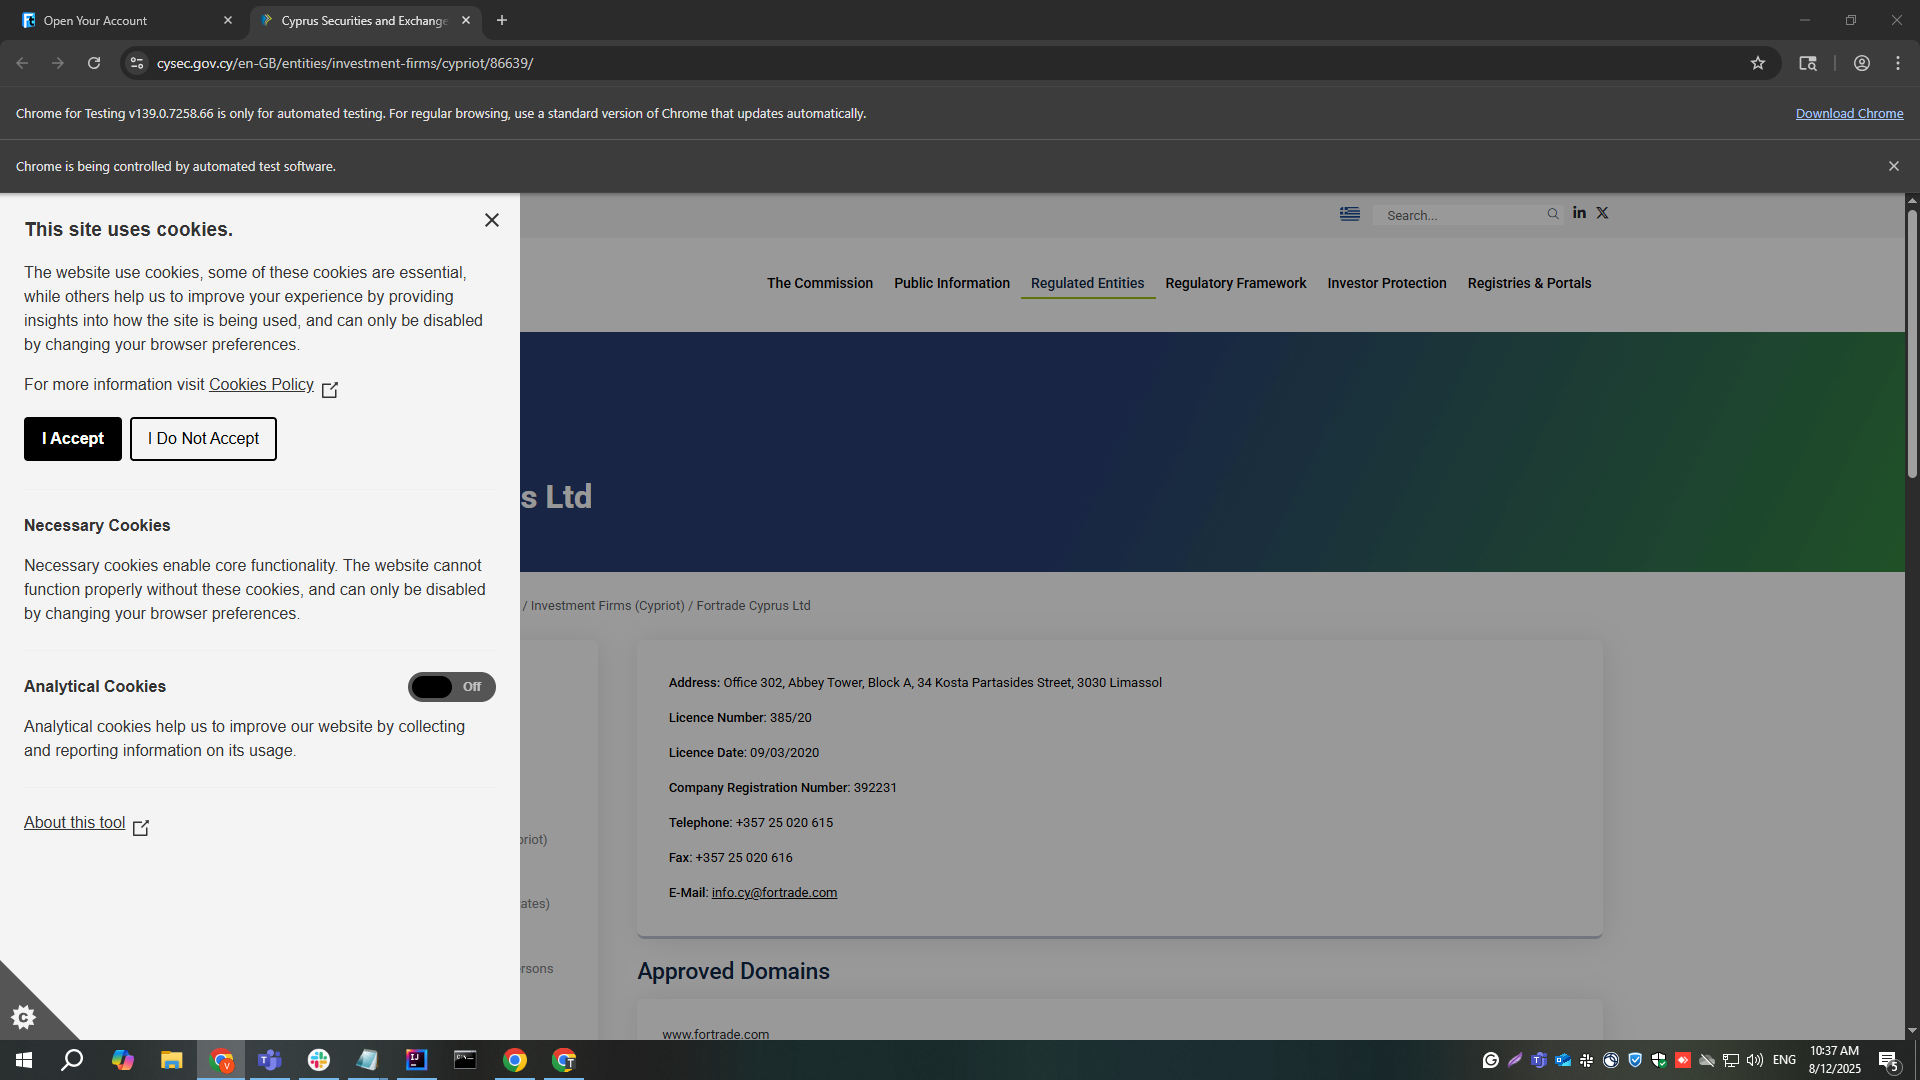 Open Your Account
Cyprus Securities and Exchange
cysec.gov.cy/en-GB/entities/investment-firms/cypriot/86639/
Chrome for Testing v139.0.7258.66 is only for automated testing. For regular browsing, use a standard version of Chrome that updates automatically.
Download Chrome
Chrome is being controlled by automated test software.
This site uses cookies.
The website use cookies, some of these cookies are essential,
while others help us to improve your experience by providing
insights into how the site is being used, and can only be disabled
by changing your browser preferences.
For more information visit Cookies Policy
I Accept
I Do Not Accept
Necessary Cookies
Necessary cookies enable core functionality. The website cannot
function properly without these cookies, and can only be disabled
by changing your browser preferences.
Analytical Cookies
Off
Analytical cookies help us to improve our website by collecting
and reporting information on its usage.
About this tool
Search...
The Commission
Public Information
Regulated Entities
Regulatory Framework
Investor Protection
Registries & Portals
s Ltd
/ Investment Firms (Cypriot) / Fortrade Cyprus Ltd
priot)
ates)
rsons
Address: Office 302, Abbey Tower, Block A, 34 Kosta Partasides Street, 3030 Limassol
Licence Number: 385/20
Licence Date: 09/03/2020
Company Registration Number: 392231
Telephone: +357 25 020 615
Fax: +357 25 020 616
E-Mail: info.cy@fortrade.com
Approved Domains
www.fortrade.com
ENG
10:37 AM
8/12/2025
5